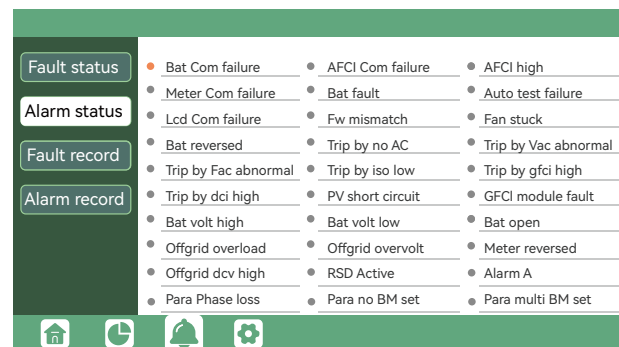 Fault status
Alarm status
Fault record
Alarm record
Bat Com failure AFCI Com failure AFCI high
Meter Com failure Bat fault Auto test failure
Lcd Com failure Fw mismatch Fan stuck
Bat reversed Trip by no AC Trip by Vac abnormal
Trip by Fac abnormal Trip by iso low Trip by gfci high
Trip by dci high PV short circuit GFCI module fault
Bat volt high Bat volt low Bat open
Offgrid overload Offgrid overvolt Meter reversed
Offgrid dcv high RSD Active Alarm A
Para Phase loss Para no BM set Para multi BM set